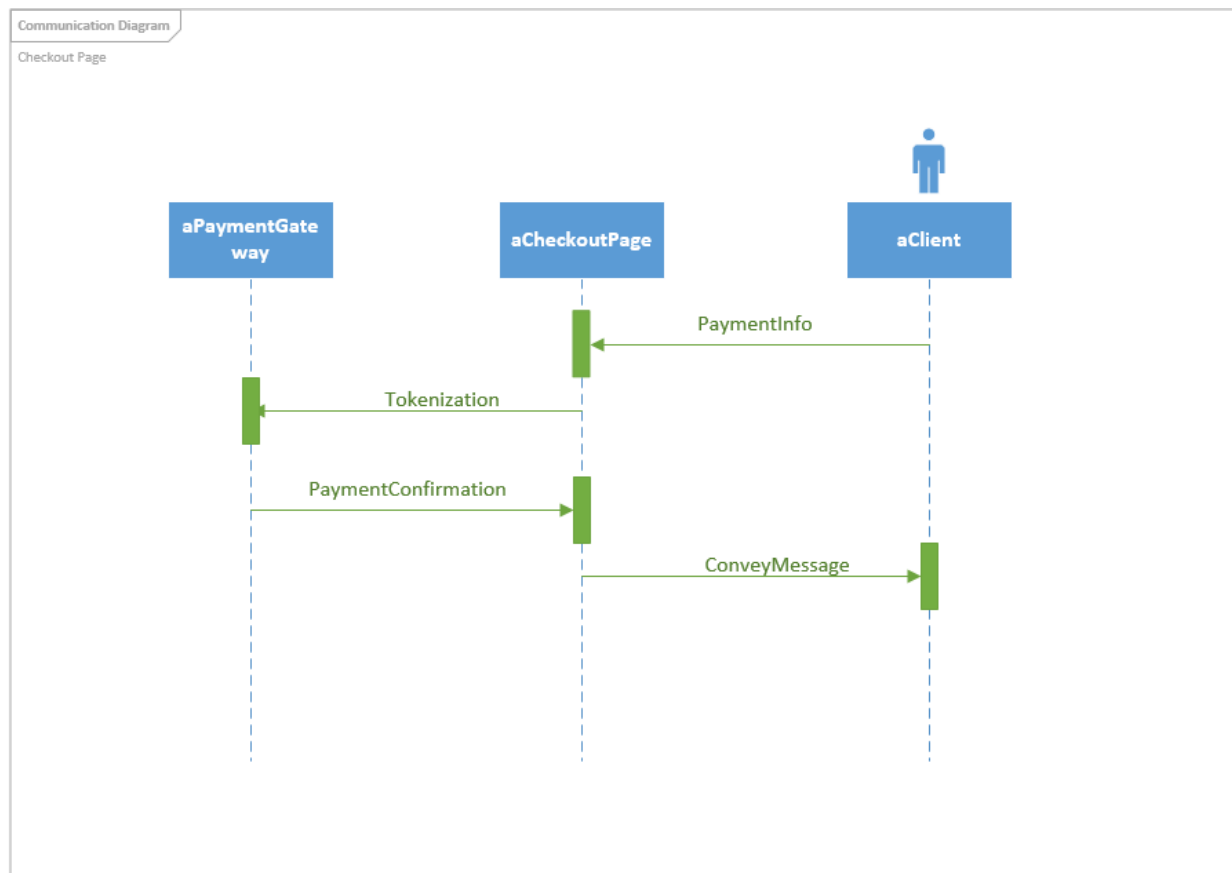 Communication Diagram
Checkout Page
aPaymentGate
way
aCheckoutPage
aClient
PaymentInfo
Tokenization
PaymentConfirmation
ConveyMessage